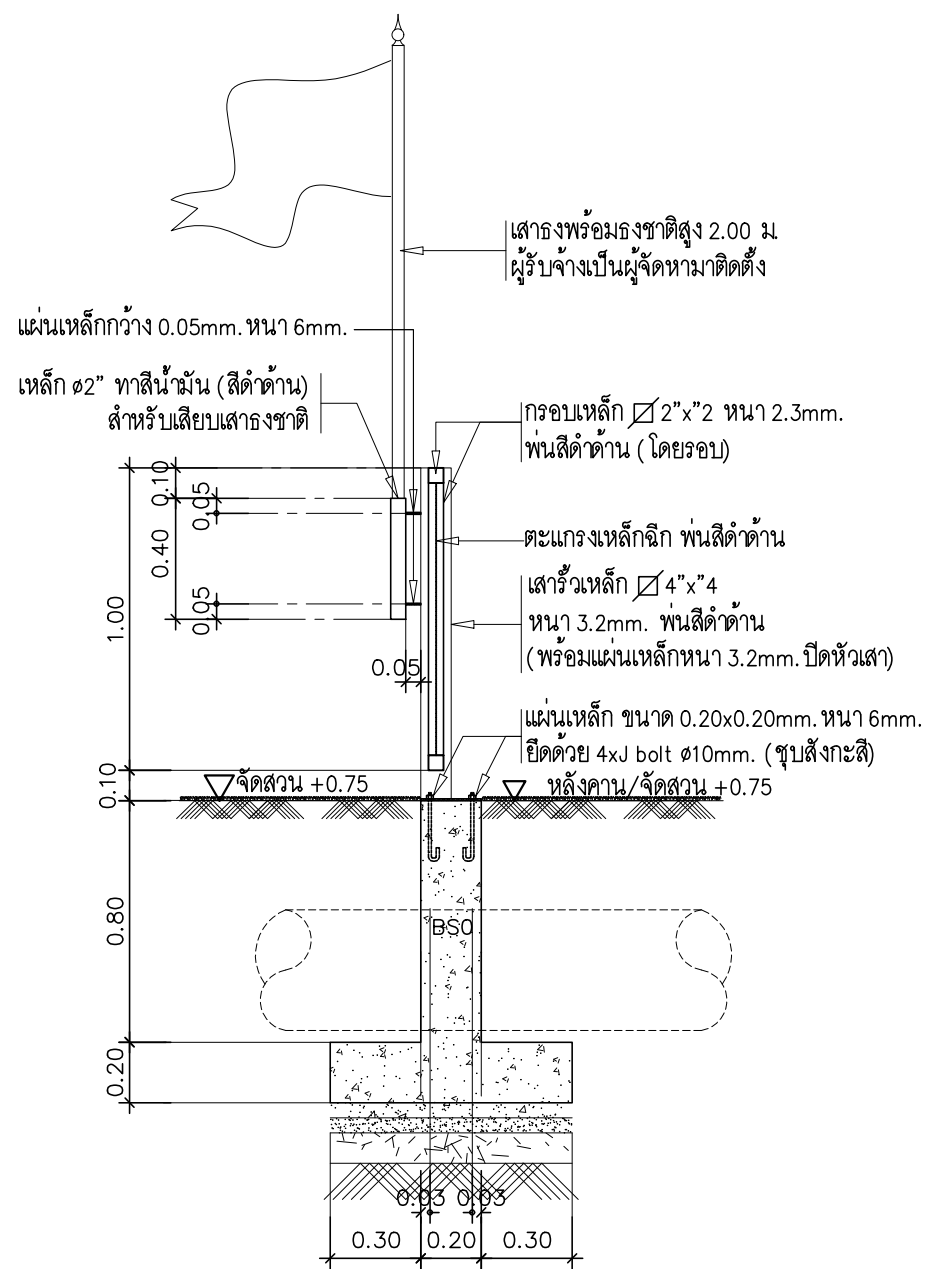 เสาธงพร้อมธงชาติสูง 2.00 ม.
ผู้รับจ้างเป็นผู้จัดหามาติดตั้ง
แผ่นเหล็กกว้าง 0.05mm. หนา 6mm.
เหล็ก ø2" ทาสีน้ำมัน (สีดำด้าน)
สำหรับเสียบเสาธงชาติ
กรอบเหล็ก 2"x"2 หนา 2.3mm.
พ่นสีดำด้าน (โดยรอบ)
0.10
0.05
0.40
0.05
1.00
ตะแกรงเหล็กฉีก พ่นสีดำด้าน
เสารั้วเหล็ก 4"x"4
หนา 3.2mm. พ่นสีดำด้าน
(พร้อมแผ่นเหล็กหนา 3.2mm. ปิดหัวเสา)
0.05
แผ่นเหล็ก ขนาด 0.20x0.20mm. หนา 6mm.
ยึดด้วย 4xJ bolt ø10mm. (ชุบสังกะสี)
0.10
จัดสวน +0.75
หลังคาน/จัดสวน +0.75
0.80
BS0
0.20
0.03 0.03
0.30 0.20 0.30